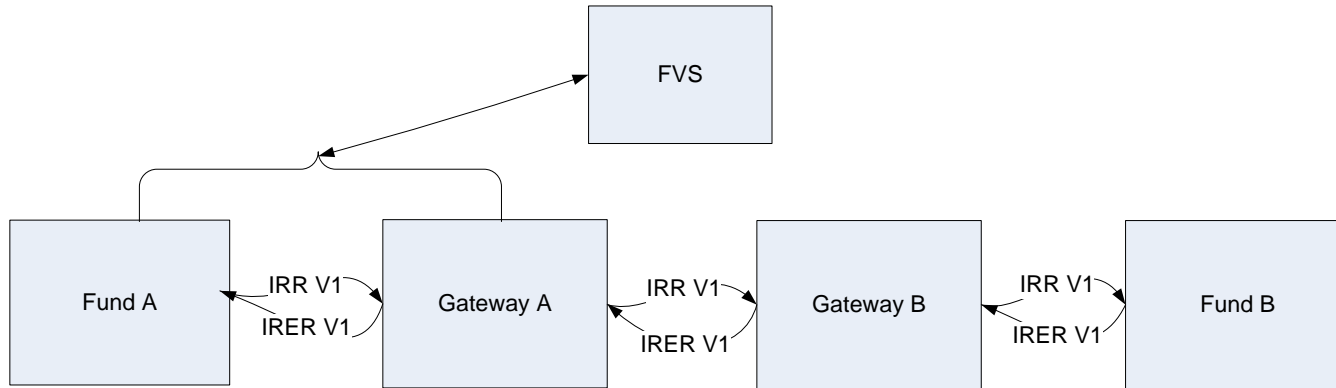 FVS
Fund A
IRR V1
IRER V1
Gateway A
IRR V1
IRER V1
Gateway B
IRR V1
IRER V1
Fund B